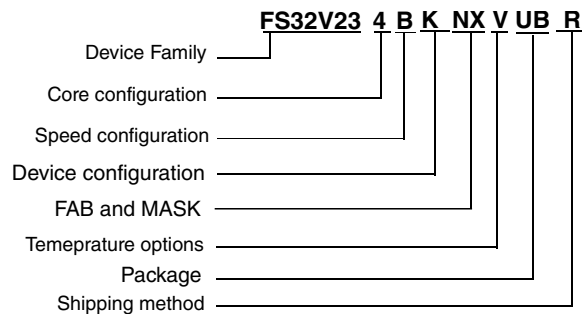 FS32V23 4 B K NX V UB R
Device Family
Core configuration
Speed configuration
Device configuration
FAB and MASK
Temeprature options
Package
Shipping method